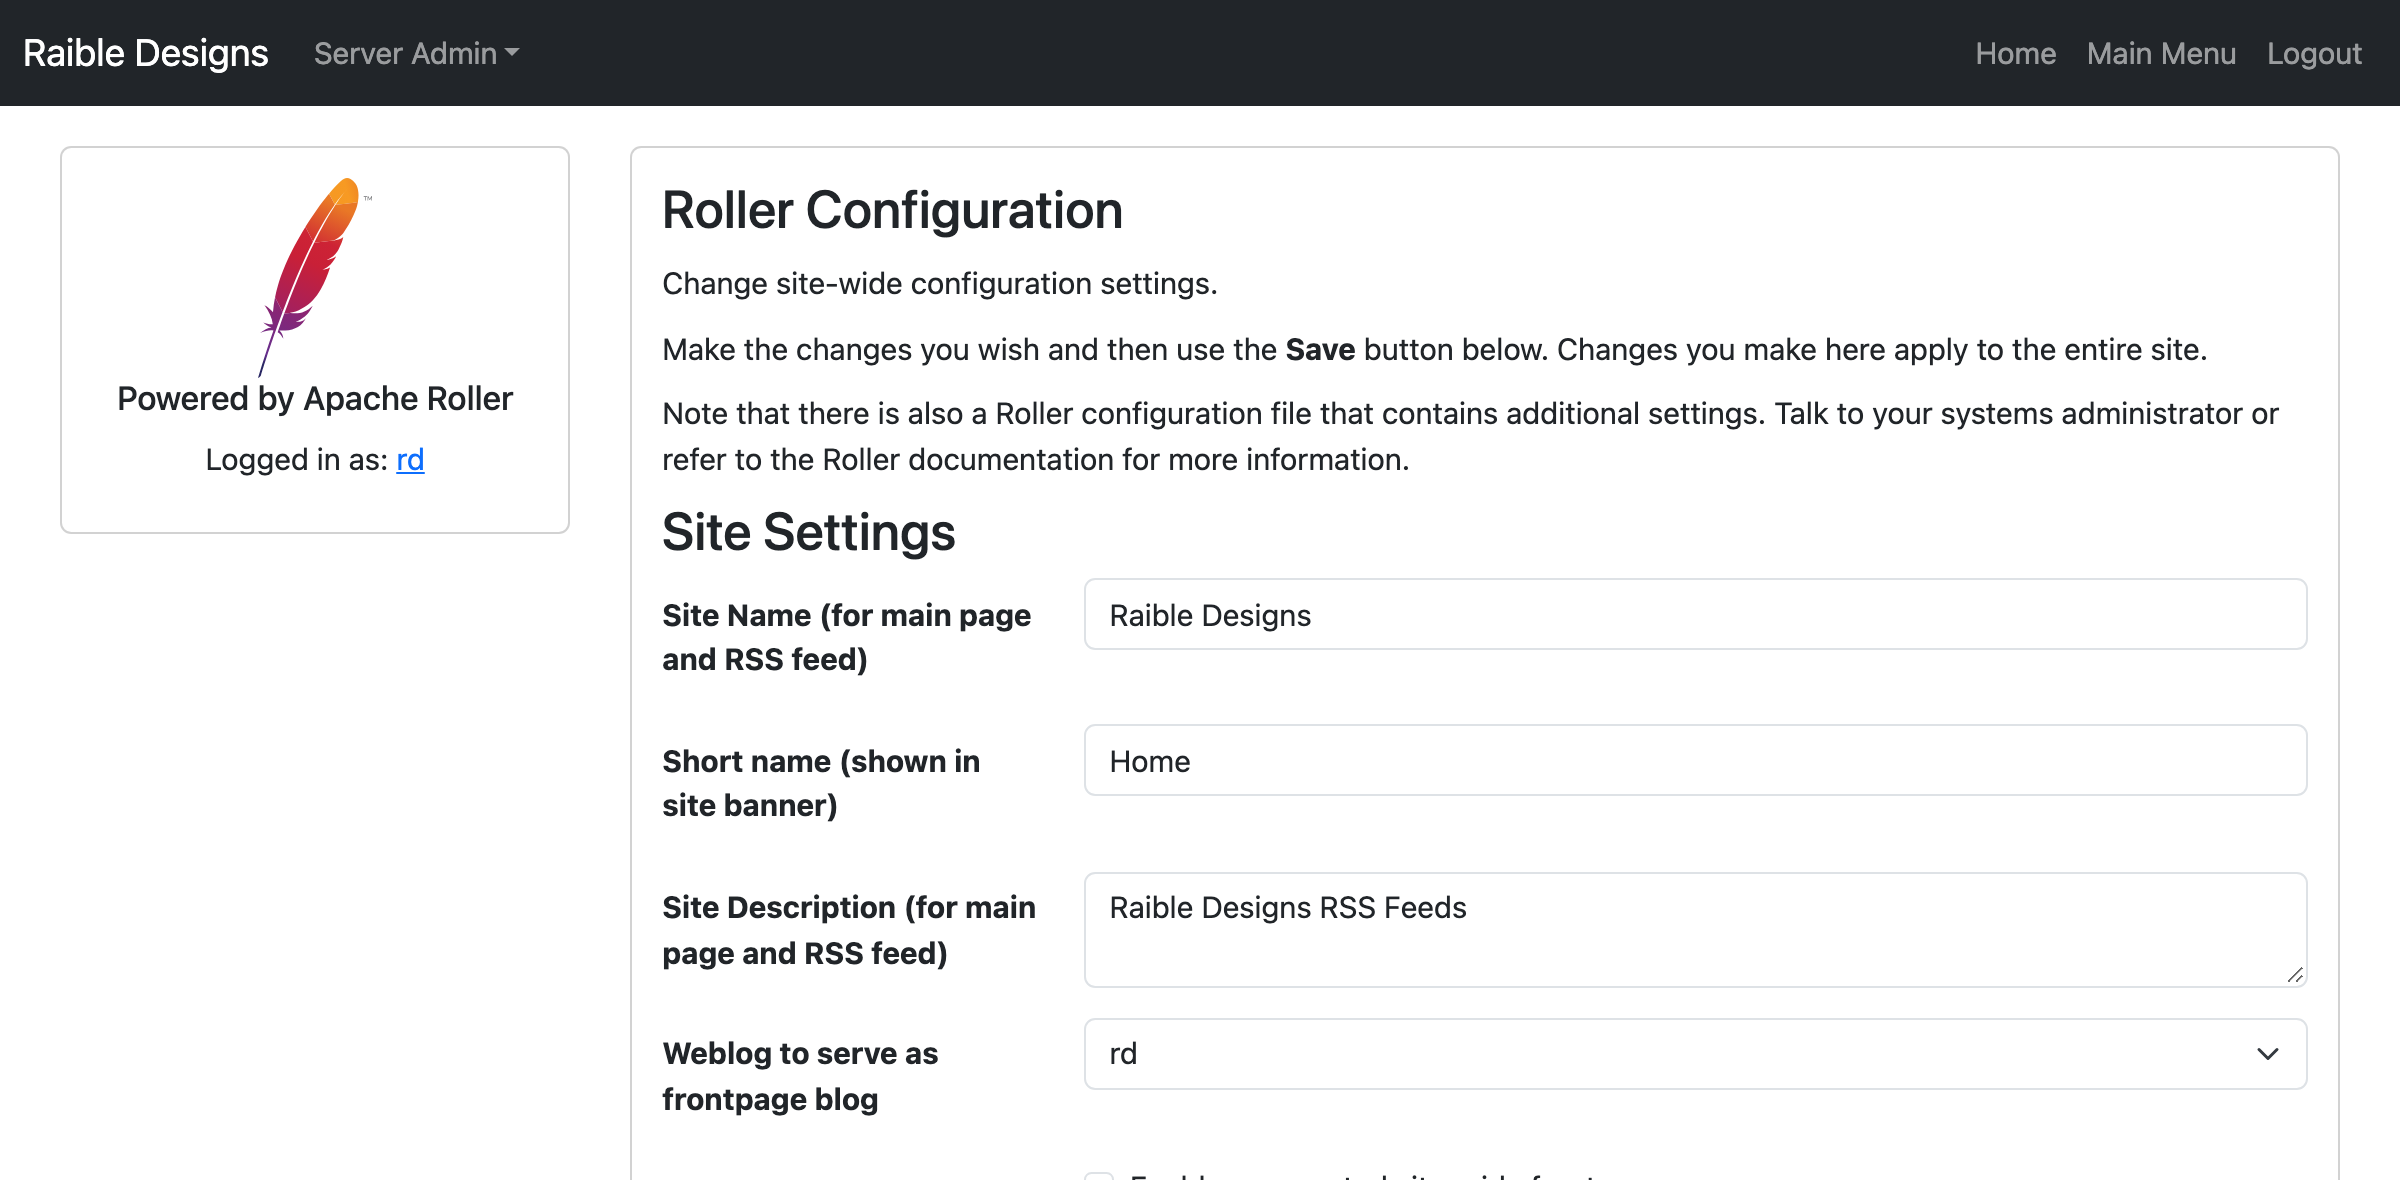 Raible Designs Server Admin Home Main Menu Logout
TM
Powered by Apache Roller
Logged in as: rd
Roller Configuration
Change site-wide configuration settings.
Make the changes you wish and then use the Save button below. Changes you make here apply to the entire site.
Note that there is also a Roller configuration file that contains additional settings. Talk to your systems administrator or
refer to the Roller documentation for more information.
Site Settings
Site Name (for main page
and RSS feed)
Raible Designs
Short name (shown in
site banner)
Home
Site Description (for main
page and RSS feed)
Raible Designs RSS Feeds
Weblog to serve as
frontpage blog
rd